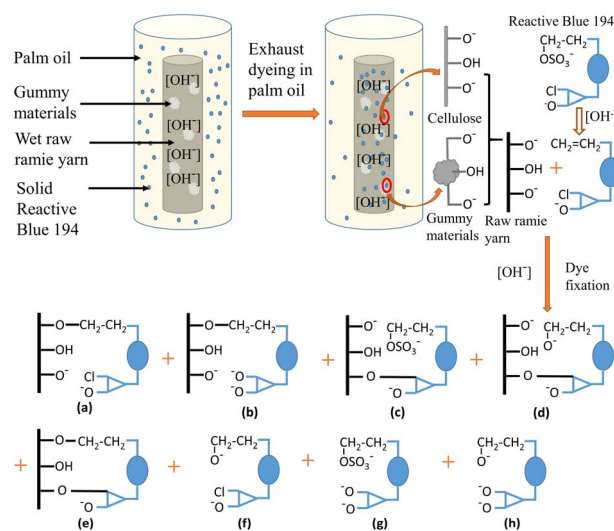 Palm oil
Gummy
materials
Wet raw
ramie yarn
Solid
Reactive
Blue 194
[OH⁻]
[OH⁻]
[OH⁻]
[OH⁻]
Exhaust
dyeing in
palm oil
[OH⁻]
[OH⁻]
[OH⁻]
[OH⁻]
O⁻
OH
O⁻
Cellulose
O⁻
OH
O⁻
Gummy
materials
O⁻
OH
O⁻
Raw ramie
yarn
Reactive Blue 194
CH₂-CH₂
OSO₃⁻
Cl
⁻O
[OH⁻
CH₂=CH₂
+
Cl
⁻O
[OH⁻]
Dye
fixation
O—CH₂-CH₂
OH
Cl
O⁻
⁻O
(a)
+
O—CH₂-CH₂
OH
⁻O
O⁻
⁻O
(b)
+
O⁻
CH₂-CH₂
OH
OSO₃⁻
O
⁻O
(c)
+
O⁻
CH₂-CH₂
OH
O⁻
O
⁻O
(d)
+
O—CH₂-CH₂
OH
O
⁻O
(e)
+
CH₂-CH₂
O⁻
Cl
⁻O
(f)
+
CH₂-CH₂
OSO₃⁻
⁻O
⁻O
(g)
+
CH₂-CH₂
O⁻
⁻O
⁻O
(h)